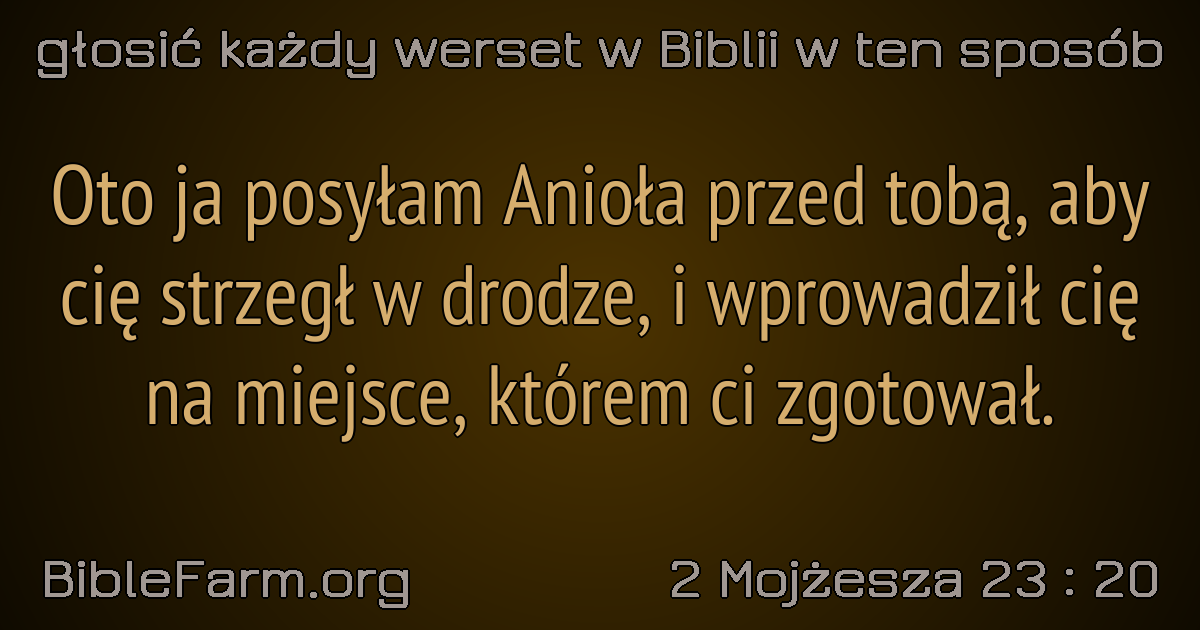 głosić każdy werset w Biblii w ten sposób
Oto ja posyłam Anioła przed tobą, aby
cię strzegł w drodze, i wprowadził cię
na miejsce, którem ci zgotował.
BibleFarm.org
2 Mojżesza 23 : 20